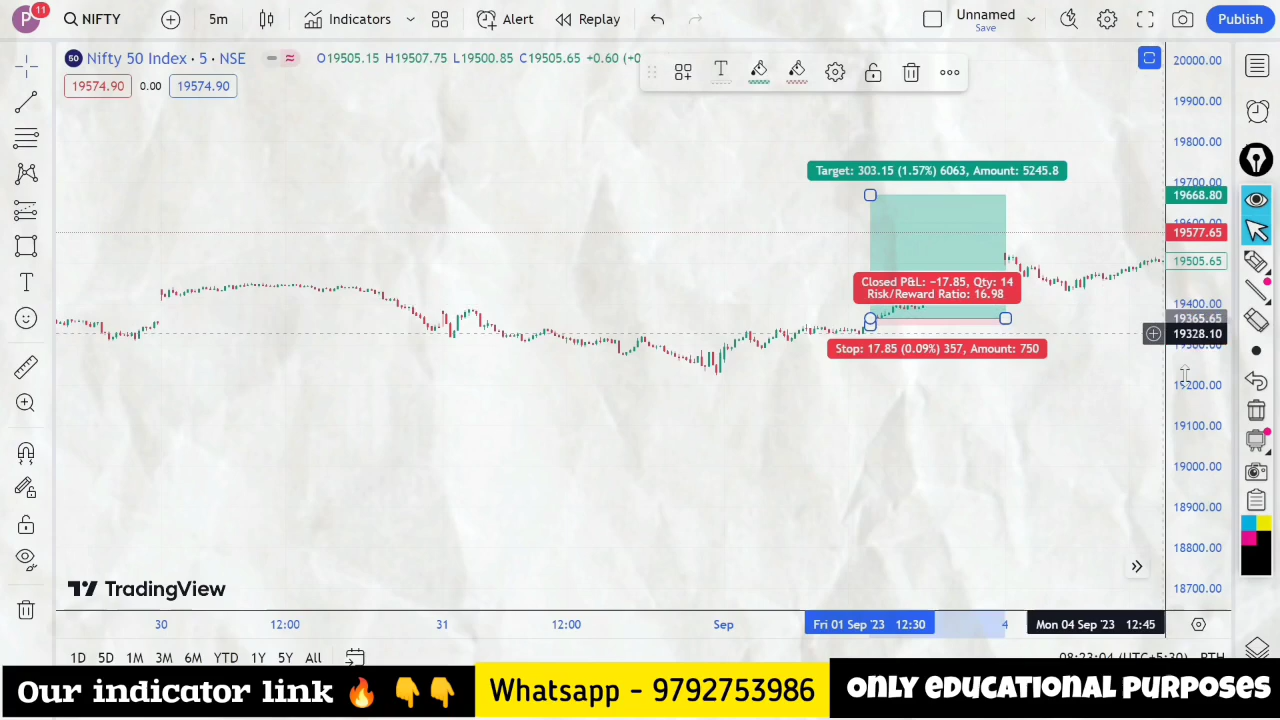 P 11 NIFTY 5m Indicators Alert Replay Unnamed Save Publish
50 Nifty 50 Index · 5 · NSE O19505.15 H19507.75 L19500.85 C19505.65 +0.60 (+0
19574.90 0.00 19574.90
Target: 303.15 (1.57%) 6063, Amount: 5245.8
Closed P&L: −17.85, Qty: 14
Risk/Reward Ratio: 16.98
Stop: 17.85 (0.09%) 357, Amount: 750
20000.00
19900.00
19800.00
19700.00
19668.80
19577.65
19505.65
19400.00
19365.65
19328.10
19200.00
19100.00
19000.00
18900.00
18800.00
18700.00
TradingView
30 12:00 31 12:00 Sep Fri 01 Sep '23 12:30 4 Mon 04 Sep '23 12:45
1D 5D 1M 3M 6M YTD 1Y 5Y All
Our indicator link 🔥 👇👇 Whatsapp - 9792753986 ONLY EDUCATIONAL PURPOSES